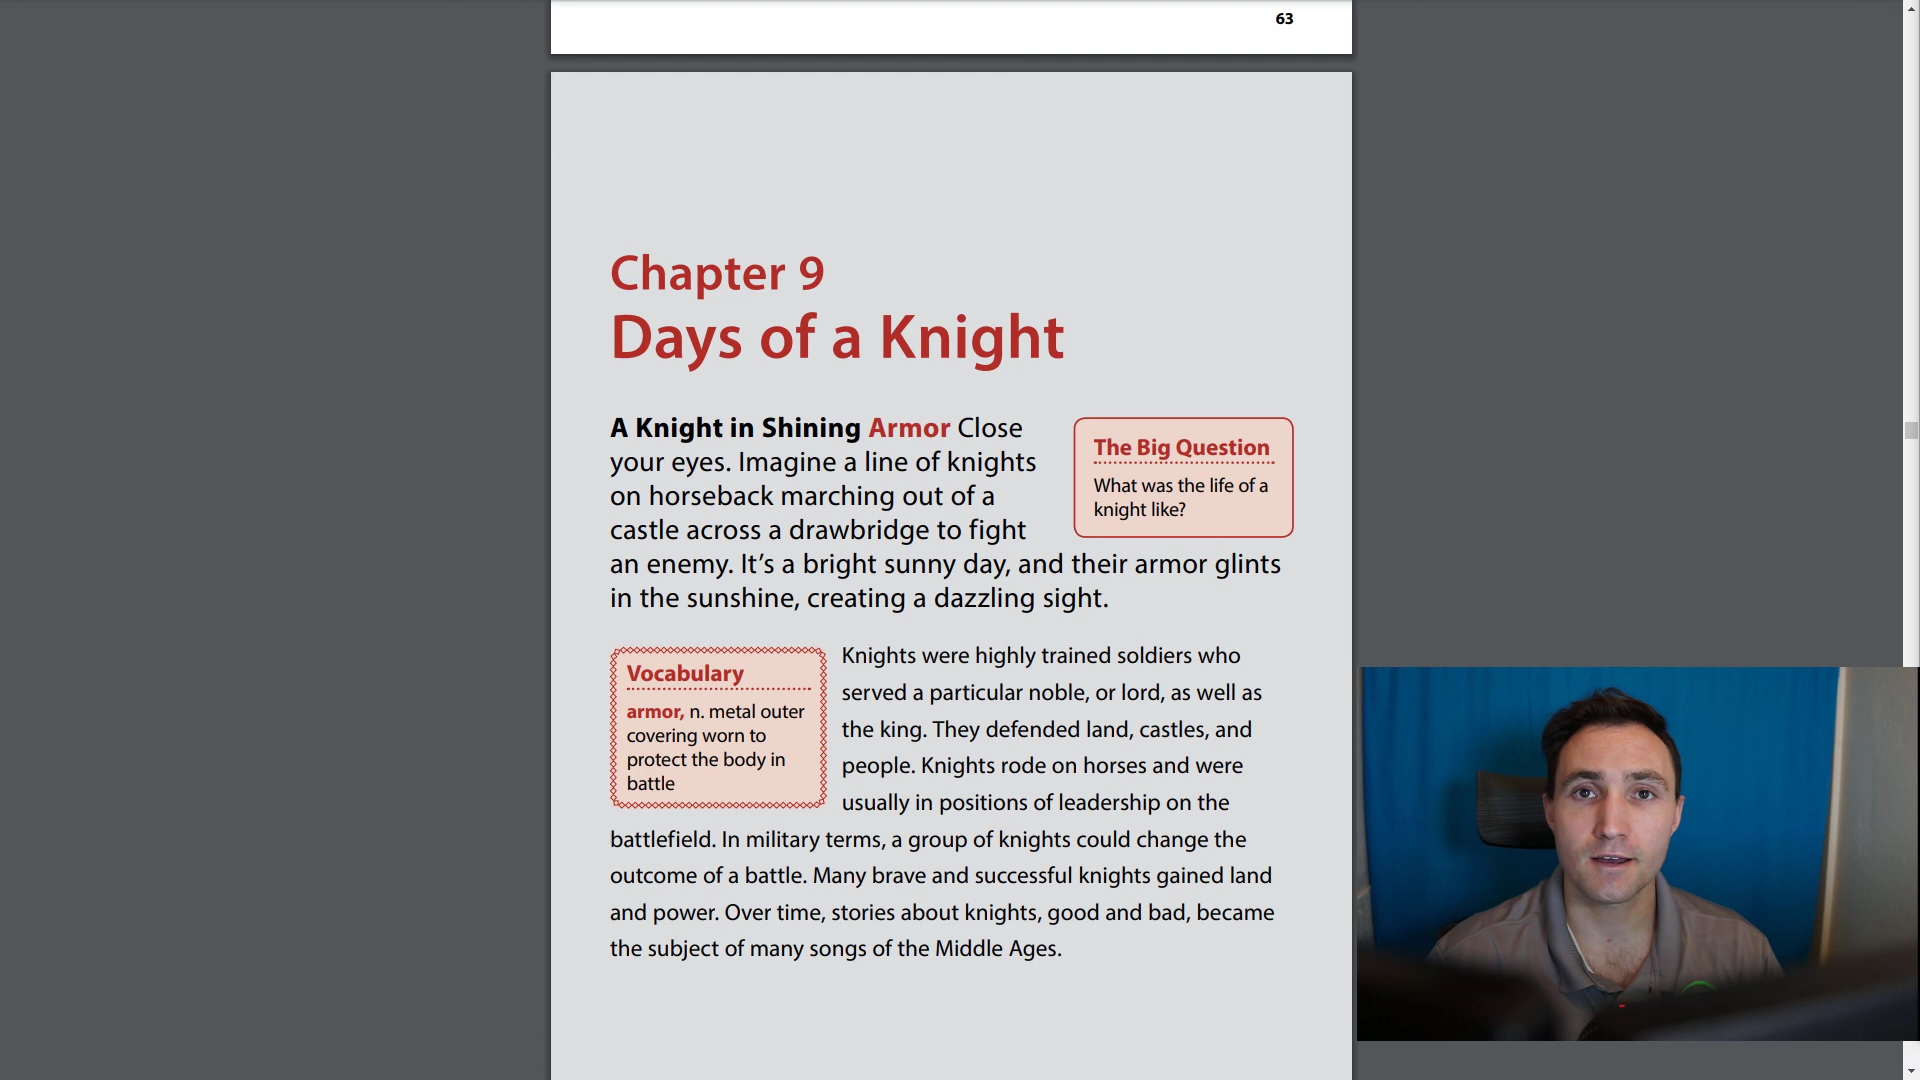 63
Chapter 9
Days of a Knight
A Knight in Shining Armor Close
your eyes. Imagine a line of knights
on horseback marching out of a
castle across a drawbridge to fight
an enemy. It’s a bright sunny day, and their armor glints
in the sunshine, creating a dazzling sight.
The Big Question
What was the life of a
knight like?
Vocabulary
armor, n. metal outer
covering worn to
protect the body in
battle
Knights were highly trained soldiers who
served a particular noble, or lord, as well as
the king. They defended land, castles, and
people. Knights rode on horses and were
usually in positions of leadership on the
battlefield. In military terms, a group of knights could change the
outcome of a battle. Many brave and successful knights gained land
and power. Over time, stories about knights, good and bad, became
the subject of many songs of the Middle Ages.